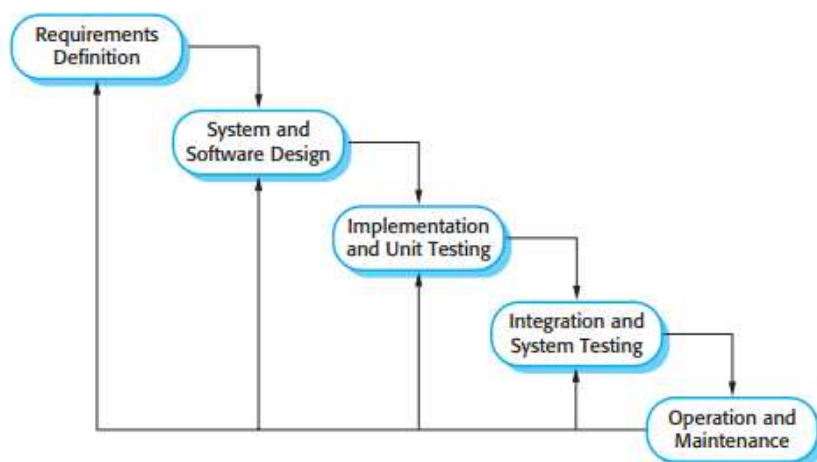 Requirements
Definition
System and
Software Design
Implementation
and Unit Testing
Integration and
System Testing
Operation and
Maintenance